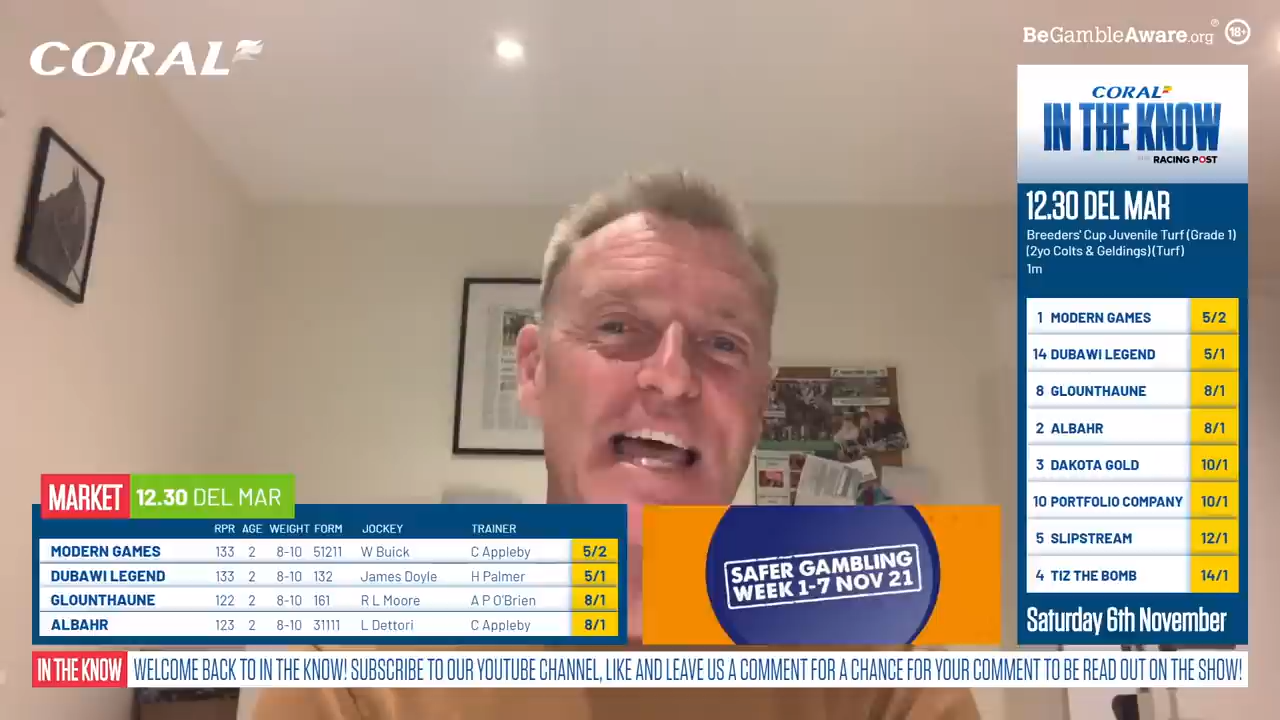 CORAL
BeGambleAware.org®
18+
CORAL
IN THE KNOW
RACING POST
12.30 DEL MAR
Breeders' Cup Juvenile Turf (Grade 1)
(2yo Colts & Geldings) (Turf)
1m
1 MODERN GAMES 5/2
14 DUBAWI LEGEND 5/1
8 GLOUNTHAUNE 8/1
2 ALBAHR 8/1
3 DAKOTA GOLD 10/1
10 PORTFOLIO COMPANY 10/1
5 SLIPSTREAM 12/1
4 TIZ THE BOMB 14/1
Saturday 6th November
MARKET 12.30 DEL MAR
RPR AGE WEIGHT FORM JOCKEY TRAINER
MODERN GAMES 133 2 8-10 51211 W Buick C Appleby 5/2
DUBAWI LEGEND 133 2 8-10 132 James Doyle H Palmer 5/1
GLOUNTHAUNE 122 2 8-10 161 R L Moore A P O'Brien 8/1
ALBAHR 123 2 8-10 31111 L Dettori C Appleby 8/1
SAFER GAMBLING
WEEK 1-7 NOV 21
IN THE KNOW WELCOME BACK TO IN THE KNOW! SUBSCRIBE TO OUR YOUTUBE CHANNEL, LIKE AND LEAVE US A COMMENT FOR A CHANCE FOR YOUR COMMENT TO BE READ OUT ON THE SHOW!